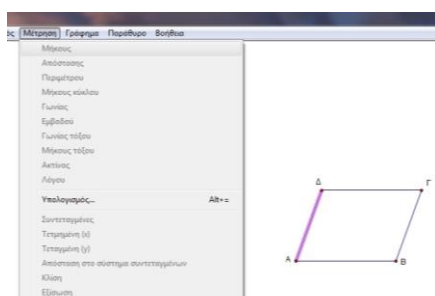 ός Μέτρηση Γράφημα Παράθυρο Βοήθεια
Μήκους
Απόστασης
Περιμέτρου
Μήκους κύκλου
Γωνίας
Εμβαδού
Γωνίας τόξου
Μήκους τόξου
Ακτίνας
Λόγου
Υπολογισμός... Alt+=
Συντεταγμένες
Τετμημένη (x)
Τεταγμένη (y)
Απόσταση στο σύστημα συντεταγμένων
Κλίση
Εξίσωση
Δ Γ
Α Β